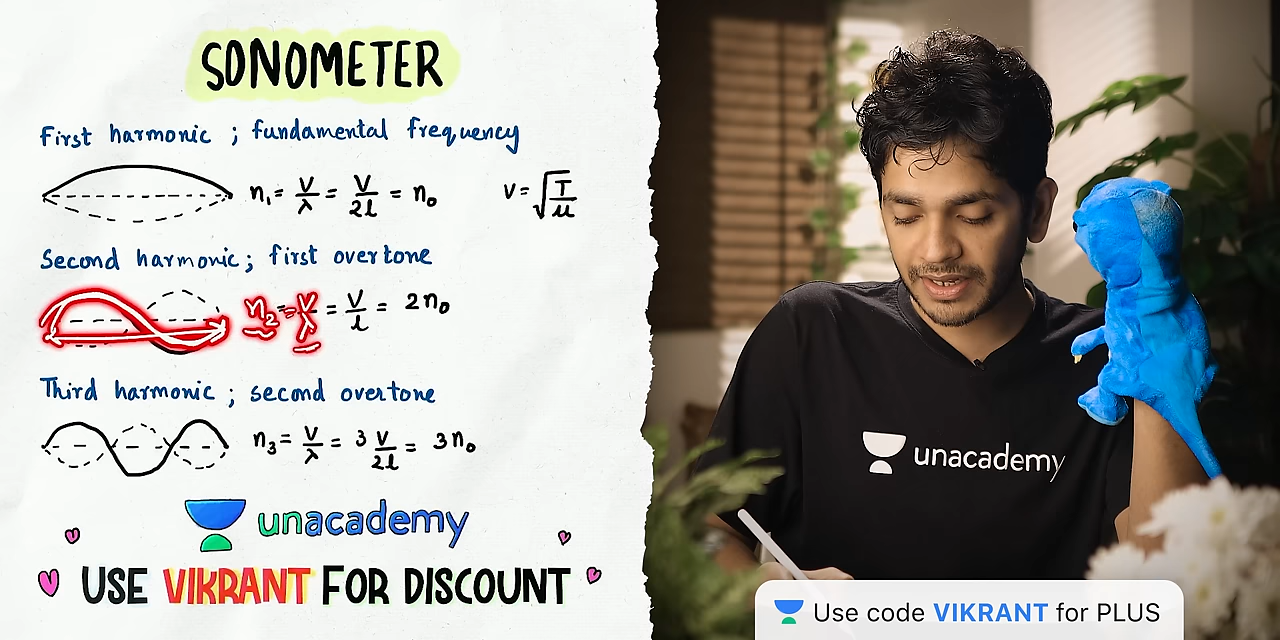 SONOMETER
First harmonic ; fundamental frequency
n₁ = V/λ = V/2l = n₀
V = √(T/μ)
Second harmonic; first overtone
n₂ = V/λ = V/l = 2n₀
Third harmonic ; second overtone
n₃ = V/λ = 3 V/2l = 3n₀
unacademy
USE VIKRANT FOR DISCOUNT
unacademy
Use code VIKRANT for PLUS